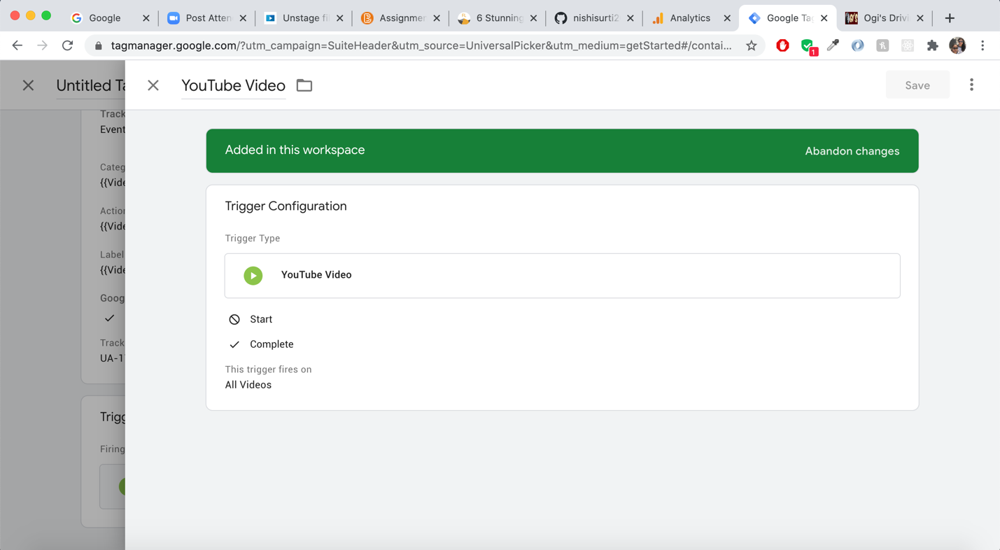 Google
Post Atten
Unstage fi
Assignmen
6 Stunning
nishisurti2
Analytics
Google Tag
Ogi's Drivi
tagmanager.google.com/?utm_campaign=SuiteHeader&utm_source=UniversalPicker&utm_medium=getStarted#/contai...
1
Untitled Ta
YouTube Video
Save
Track
Event
Categ
{{Vide
Action
{{Vide
Label
{{Vide
Goog
Track
UA-1
Trigg
Firing
Added in this workspace
Abandon changes
Trigger Configuration
Trigger Type
YouTube Video
Start
Complete
This trigger fires on
All Videos